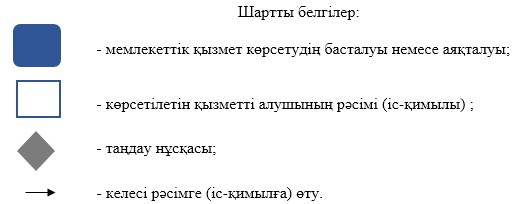 Шартты белгілер:
- мемлекеттік қызмет көрсетудің басталуы немесе аяқталуы;
- көрсетілетін қызметті алушының рәсімі (іс-қимылы) ;
- таңдау нұсқасы;
- келесі рәсімге (іс-қимылға) өту.